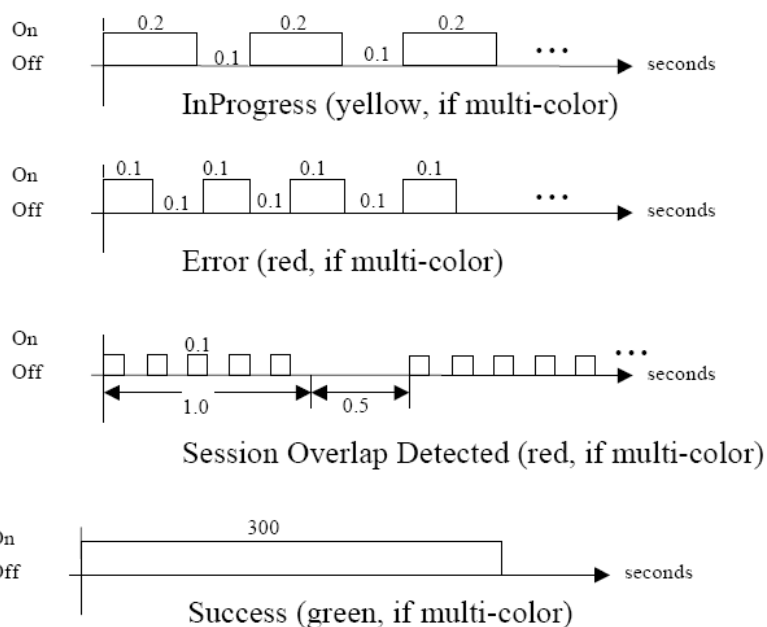 On 0.2 0.2 0.2
Off 0.1 0.1 ... seconds
InProgress (yellow, if multi-color)
On 0.1 0.1 0.1 0.1
Off 0.1 0.1 0.1 ... seconds
Error (red, if multi-color)
On 0.1
Off ... seconds
1.0 0.5
Session Overlap Detected (red, if multi-color)
On 300
Off seconds
Success (green, if multi-color)